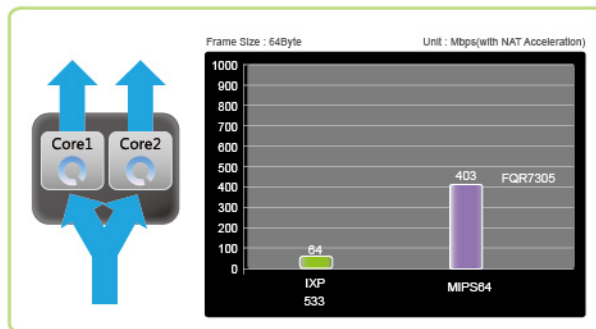 Frame Size : 64Byte
Unit : Mbps(with NAT Acceleration)
Core1
Core2
1000
900
800
700
600
500
400
300
200
100
0
64
403
FQR7305
IXP
533
MIPS64